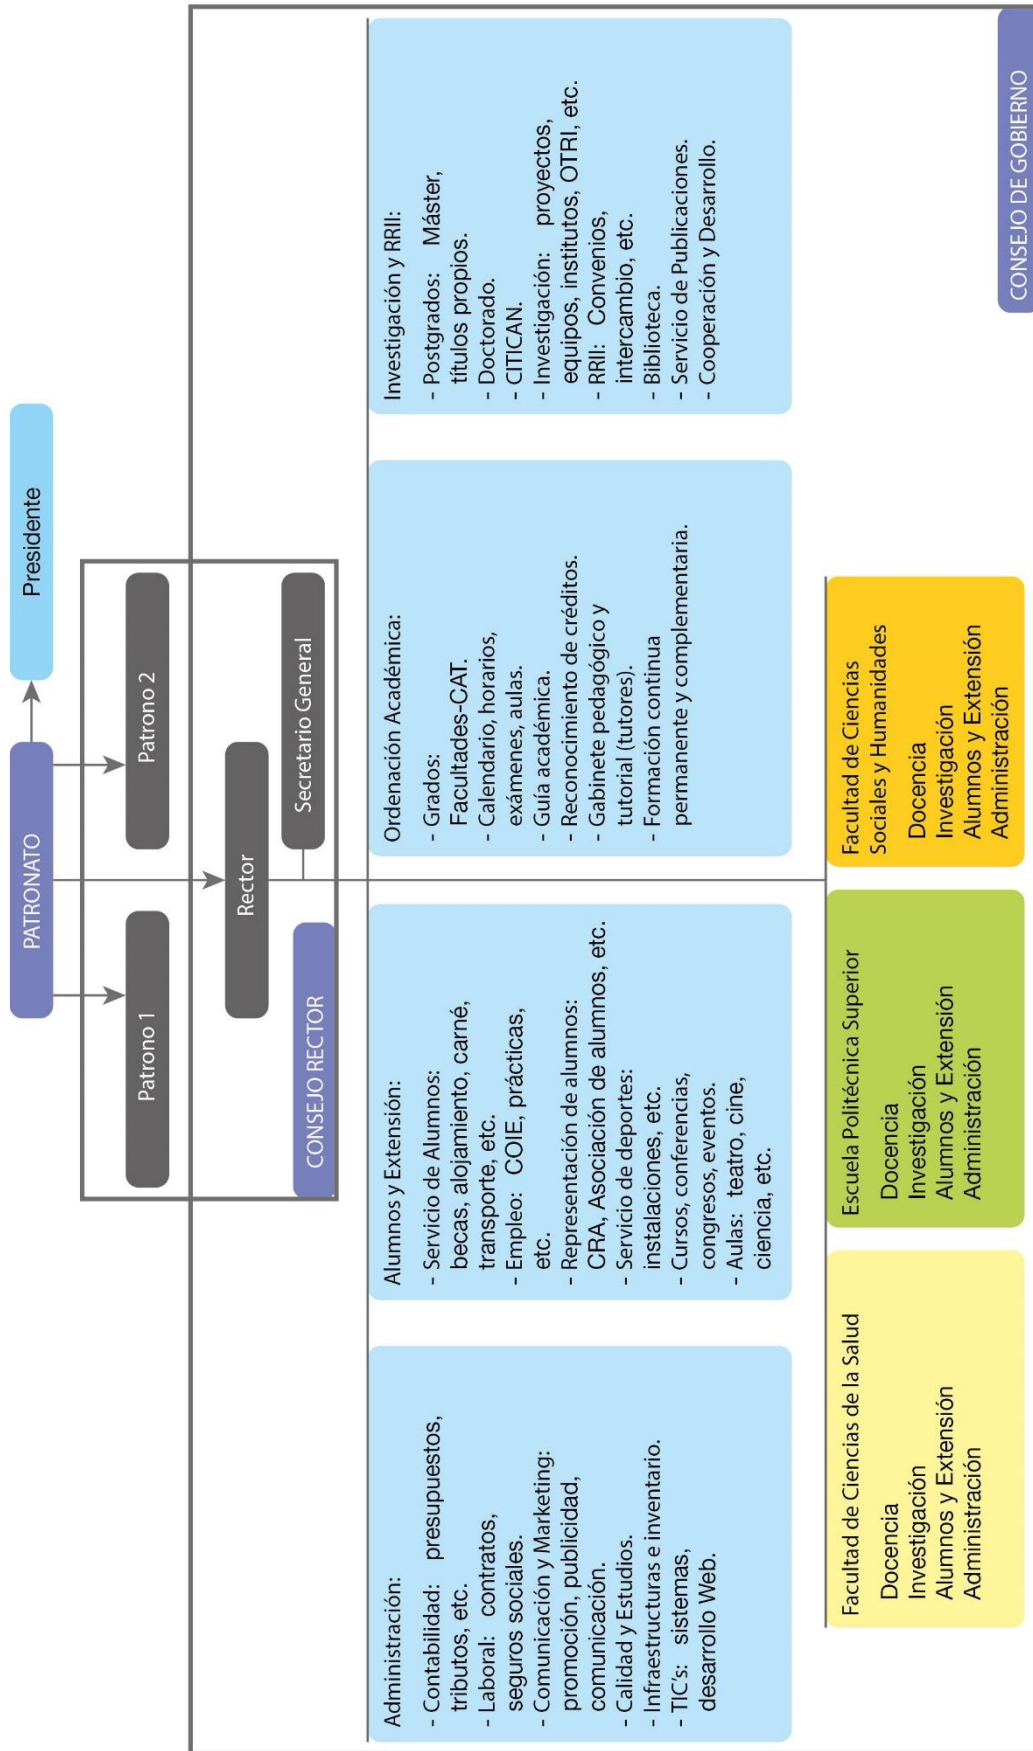 PATRONATO
Presidente
Patrono 1
Patrono 2
Rector
Secretario General
CONSEJO RECTOR
Administración:
- Contabilidad: presupuestos,
tributos, etc.
- Laboral: contratos,
seguros sociales.
- Comunicación y Marketing:
promoción, publicidad,
comunicación.
- Calidad y Estudios.
- Infraestructuras e inventario.
- TIC's: sistemas,
desarrollo Web.
Alumnos y Extensión:
- Servicio de Alumnos:
becas, alojamiento, carné,
transporte, etc.
- Empleo: COIE, prácticas,
etc.
- Representación de alumnos:
CRA, Asociación de alumnos, etc.
- Servicio de deportes:
instalaciones, etc.
- Cursos, conferencias,
congresos, eventos.
- Aulas: teatro, cine,
ciencia, etc.
Ordenación Académica:
- Grados:
Facultades-CAT.
- Calendario, horarios,
exámenes, aulas.
- Guía académica.
- Reconocimiento de créditos.
- Gabinete pedagógico y
tutorial (tutores).
- Formación continua
permanente y complementaria.
Investigación y RRII:
- Postgrados: Máster,
títulos propios.
- Doctorado.
- CITICAN.
- Investigación: proyectos,
equipos, institutos, OTRI, etc.
- RRII: Convenios,
intercambio, etc.
- Biblioteca.
- Servicio de Publicaciones.
- Cooperación y Desarrollo.
Facultad de Ciencias de la Salud
Docencia
Investigación
Alumnos y Extensión
Administración
Escuela Politécnica Superior
Docencia
Investigación
Alumnos y Extensión
Administración
Facultad de Ciencias
Sociales y Humanidades
Docencia
Investigación
Alumnos y Extensión
Administración
CONSEJO DE GOBIERNO